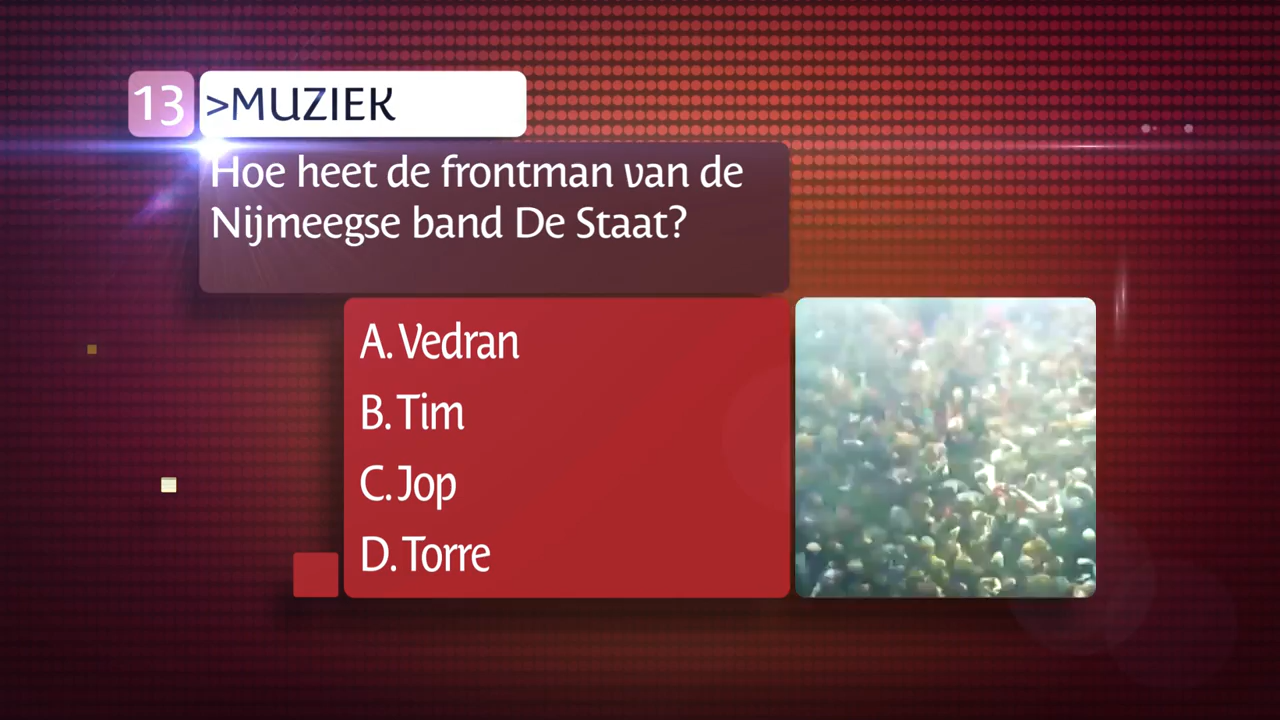 13 >MUZIEK
Hoe heet de frontman van de
Nijmeegse band De Staat?
A. Vedran
B. Tim
C. Jop
D. Torre